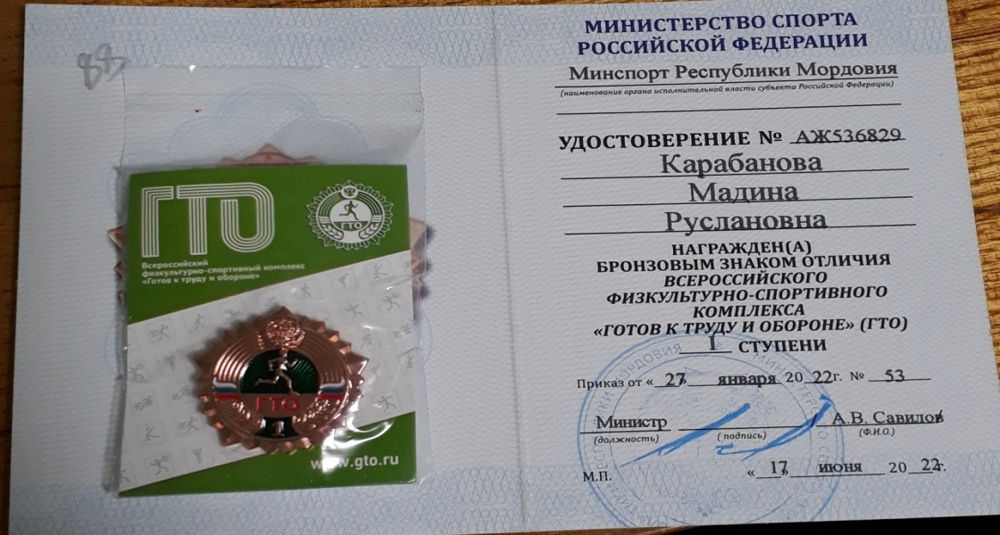 88
ГТО
ГТО
Всероссийский
физкультурно-спортивный комплекс
«Готов к труду и обороне»
ГТО
1
www.gto.ru
МИНИСТЕРСТВО СПОРТА
РОССИЙСКОЙ ФЕДЕРАЦИИ
Минспорт Республики Мордовия
(наименование органа исполнительной власти субъекта Российской Федерации)
УДОСТОВЕРЕНИЕ № АЖ536829
Карабанова
Мадина
Руслановна
НАГРАЖДЕН(А)
БРОНЗОВЫМ ЗНАКОМ ОТЛИЧИЯ
ВСЕРОССИЙСКОГО
ФИЗКУЛЬТУРНО-СПОРТИВНОГО
КОМПЛЕКСА
«ГОТОВ К ТРУДУ И ОБОРОНЕ» (ГТО)
I СТУПЕНИ
Приказ от « 27» января 20 22г. № 53
Министр А.В. Савилов
(должность) (подпись) (Ф.И.О.)
М.П. « 17» июня 20 22г.